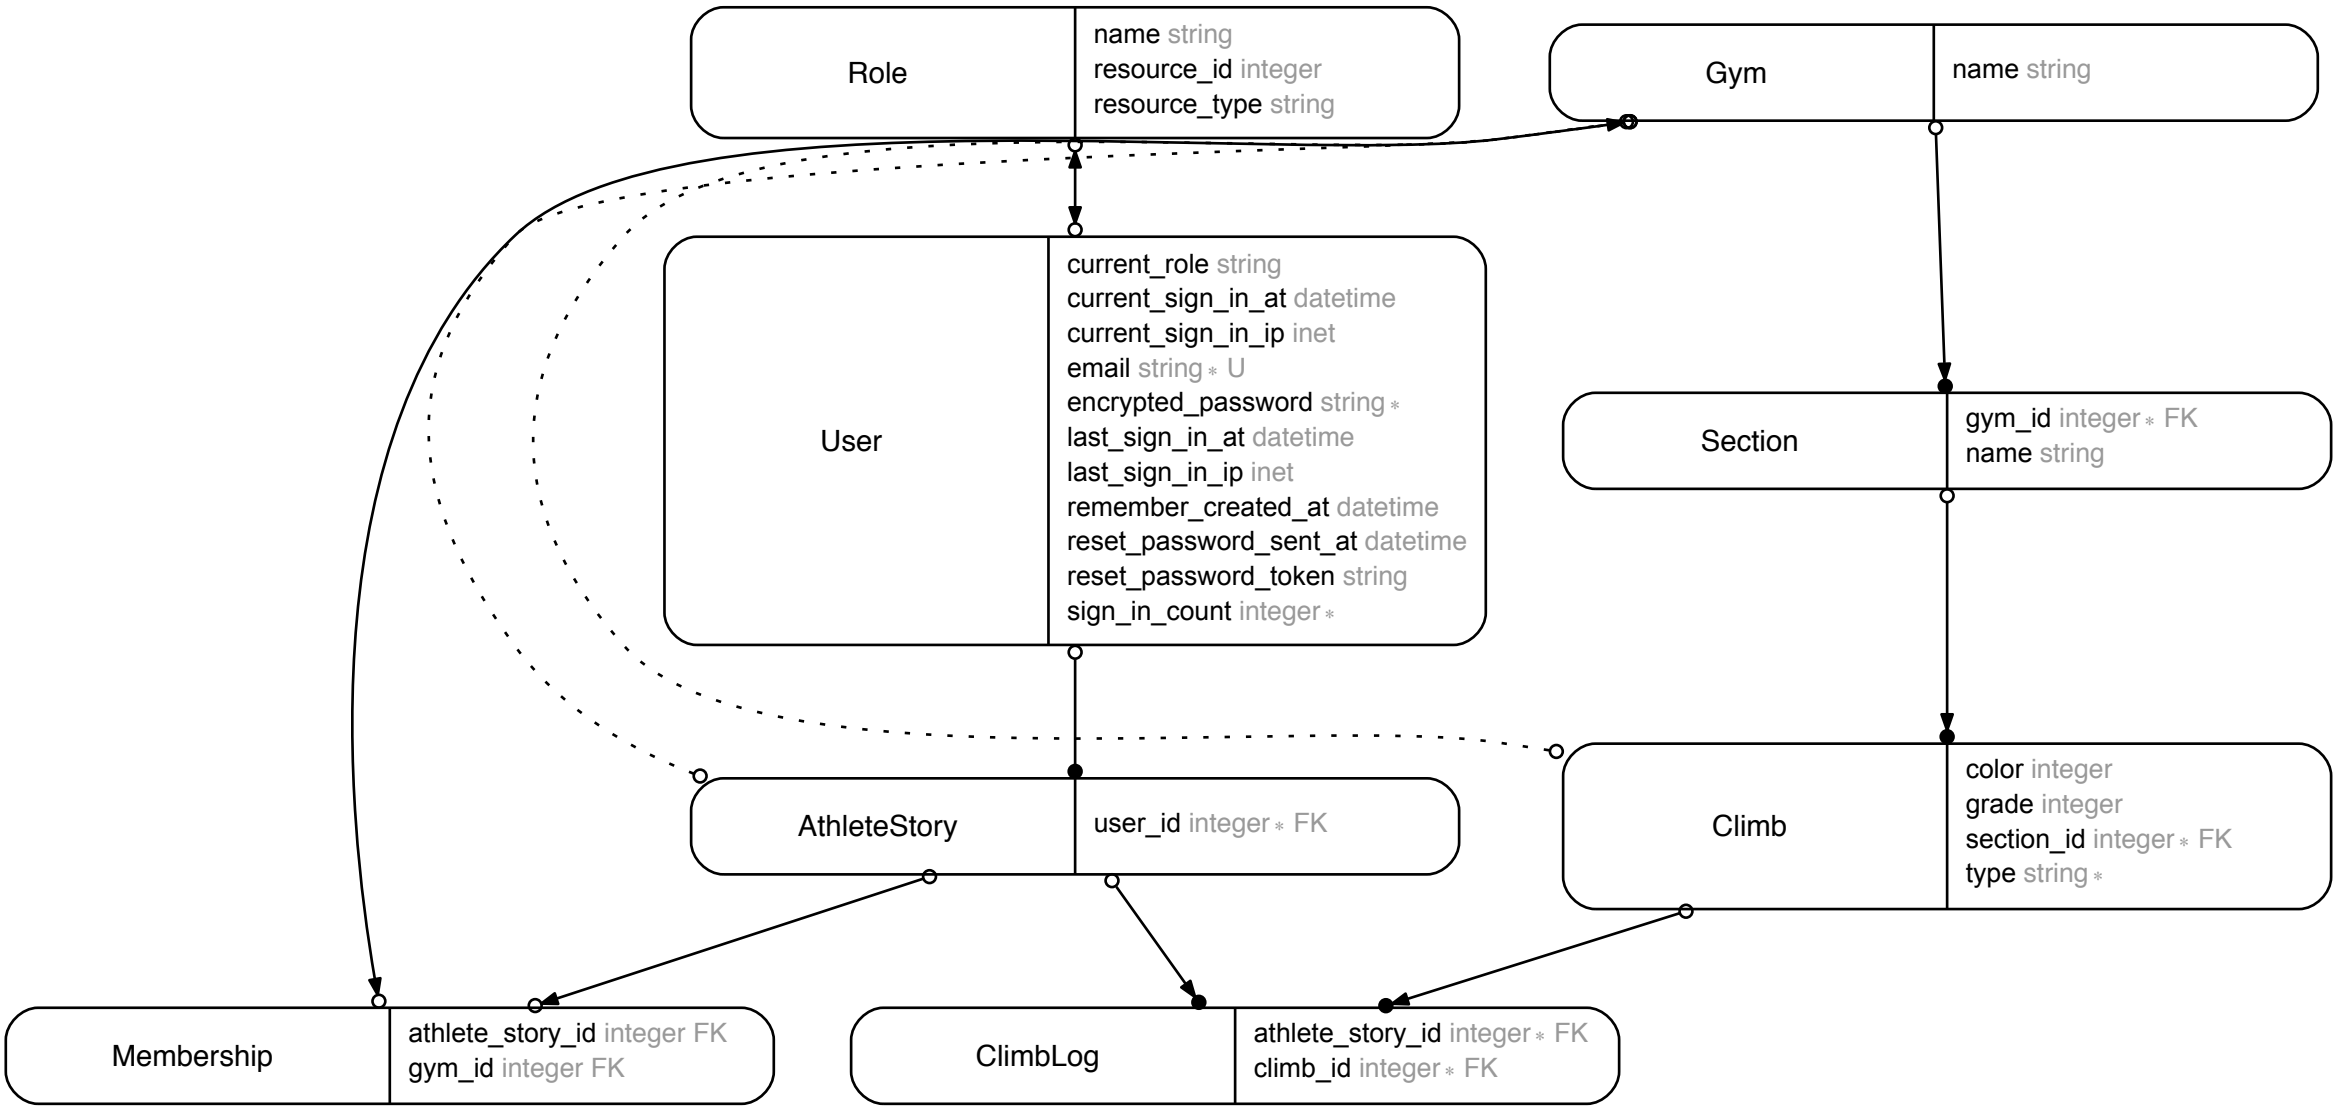 Role
name string
resource_id integer
resource_type string
Gym
name string
User
current_role string
current_sign_in_at datetime
current_sign_in_ip inet
email string ∗ U
encrypted_password string ∗
last_sign_in_at datetime
last_sign_in_ip inet
remember_created_at datetime
reset_password_sent_at datetime
reset_password_token string
sign_in_count integer ∗
Section
gym_id integer ∗ FK
name string
AthleteStory
user_id integer ∗ FK
Climb
color integer
grade integer
section_id integer ∗ FK
type string ∗
Membership
athlete_story_id integer FK
gym_id integer FK
ClimbLog
athlete_story_id integer ∗ FK
climb_id integer ∗ FK